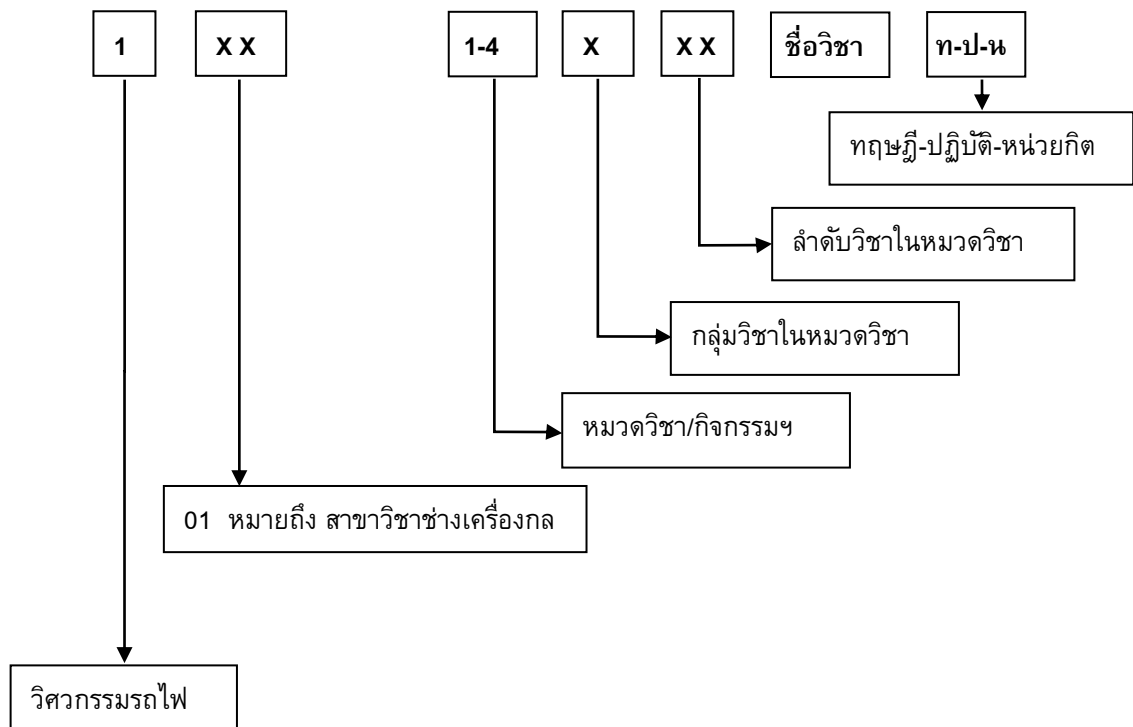 1 X X 1-4 X X X ชื่อวิชา ท-ป-น
ทฤษฎี-ปฏิบัติ-หน่วยกิต
ลำดับวิชาในหมวดวิชา
กลุ่มวิชาในหมวดวิชา
หมวดวิชา/กิจกรรมฯ
01 หมายถึง สาขาวิชาช่างเครื่องกล
วิศวกรรมรถไฟ